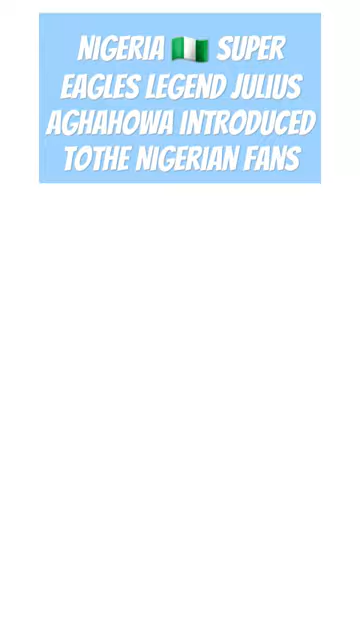 NIGERIA 🇳🇬 SUPER
EAGLES LEGEND JULIUS
AGHAHOWA INTRODUCED
TOTHE NIGERIAN FANS